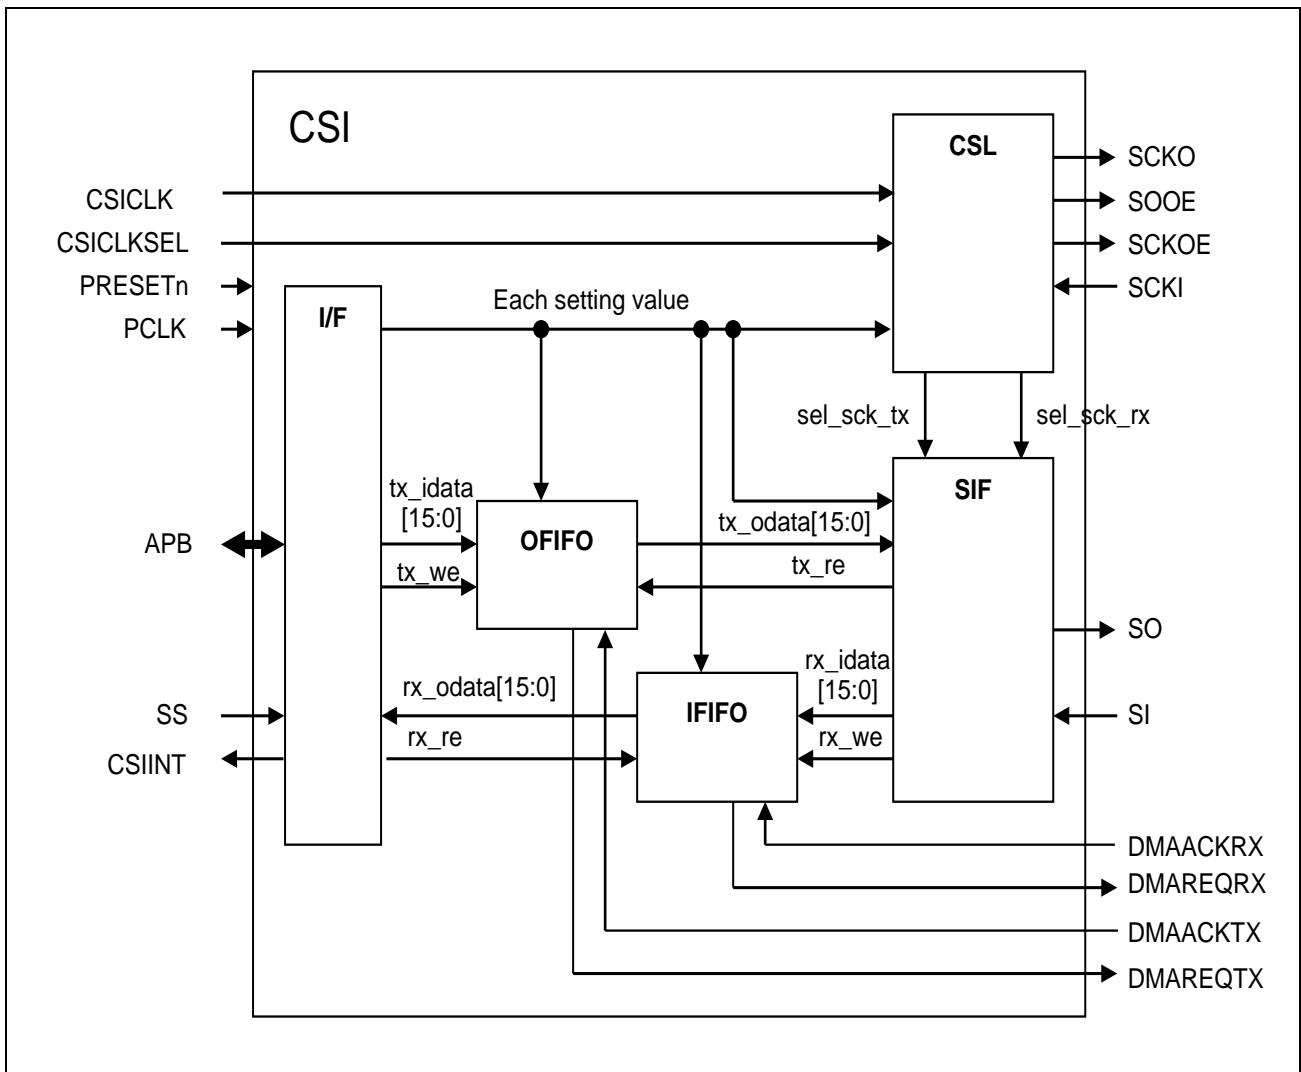 CSI
CSL
SCKO
CSICLK
SOOE
CSICLKSEL
SCKOE
PRESETn
SCKI
I/F
Each setting value
PCLK
sel_sck_tx
sel_sck_rx
SIF
tx_idata
[15:0]
tx_odata[15:0]
APB
OFIFO
tx_we
tx_re
SO
rx_idata
[15:0]
rx_odata[15:0]
SS
IFIFO
SI
rx_re
rx_we
CSIINT
DMAACKRX
DMAREQRX
DMAACKTX
DMAREQTX